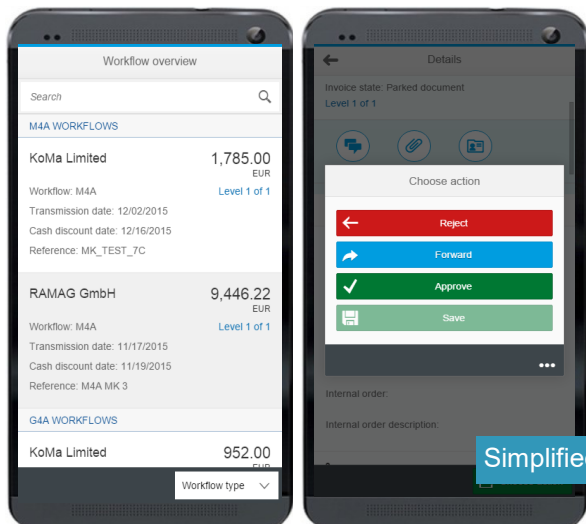 Workflow overview
Search
M4A WORKFLOWS
KoMa Limited 1,785.00
EUR
Workflow: M4A Level 1 of 1
Transmission date: 12/02/2015
Cash discount date: 12/16/2015
Reference: MK_TEST_7C
RAMAG GmbH 9,446.22
EUR
Workflow: M4A Level 1 of 1
Transmission date: 11/17/2015
Cash discount date: 11/19/2015
Reference: M4A MK 3
G4A WORKFLOWS
KoMa Limited 952.00
EUR
Workflow type
Details
Invoice state: Parked document
Level 1 of 1
Choose action
Reject
Forward
Approve
Save
Internal order:
Internal order description:
Simplified